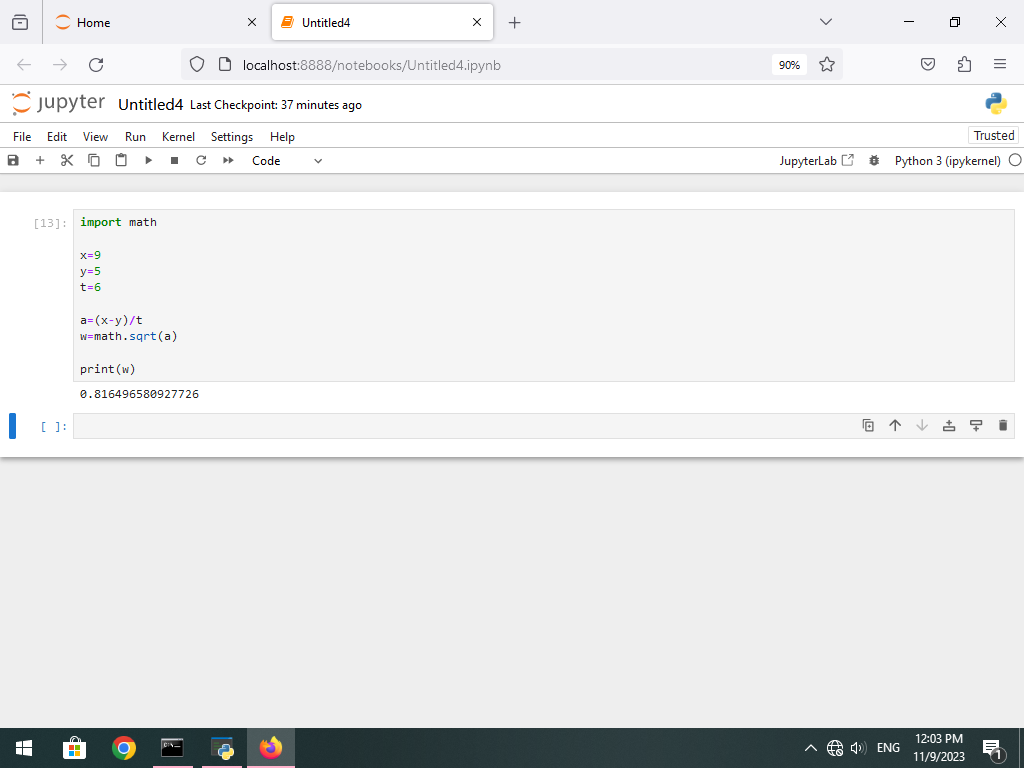 Home
Untitled4
localhost:8888/notebooks/Untitled4.ipynb
90%
jupyter Untitled4 Last Checkpoint: 37 minutes ago
File Edit View Run Kernel Settings Help
Trusted
Code
JupyterLab
Python 3 (ipykernel)
[13]:
import math
x=9
y=5
t=6
a=(x-y)/t
w=math.sqrt(a)
print(w)
0.816496580927726
[ ]:
ENG
12:03 PM
11/9/2023
1